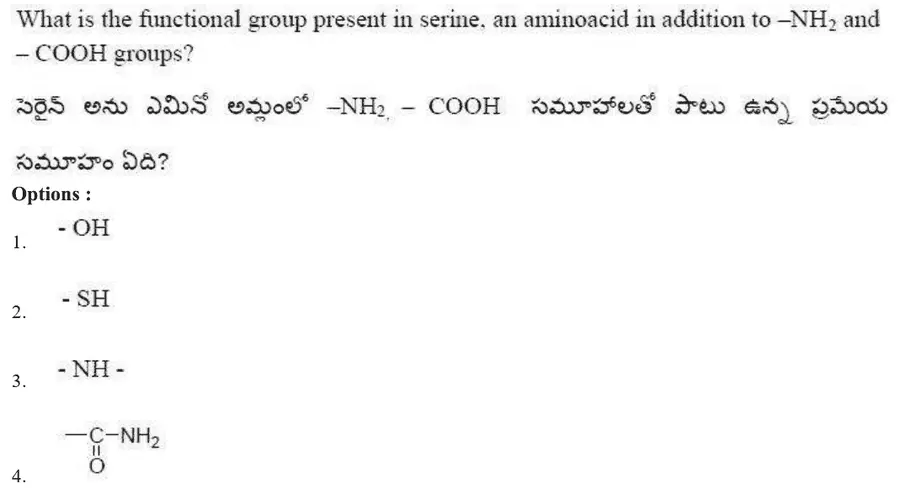 What is the functional group present in serine, an aminoacid in addition to –NH₂ and
– COOH groups?
సెరైన్ అను ఎమినో అమ్లంలో –NH₂, – COOH సమూహాలతో పాటు ఉన్న ప్రమేయ
సమూహం ఏది?
Options :
1. - OH
2. - SH
3. - NH -
4. —C–NH₂
||
O